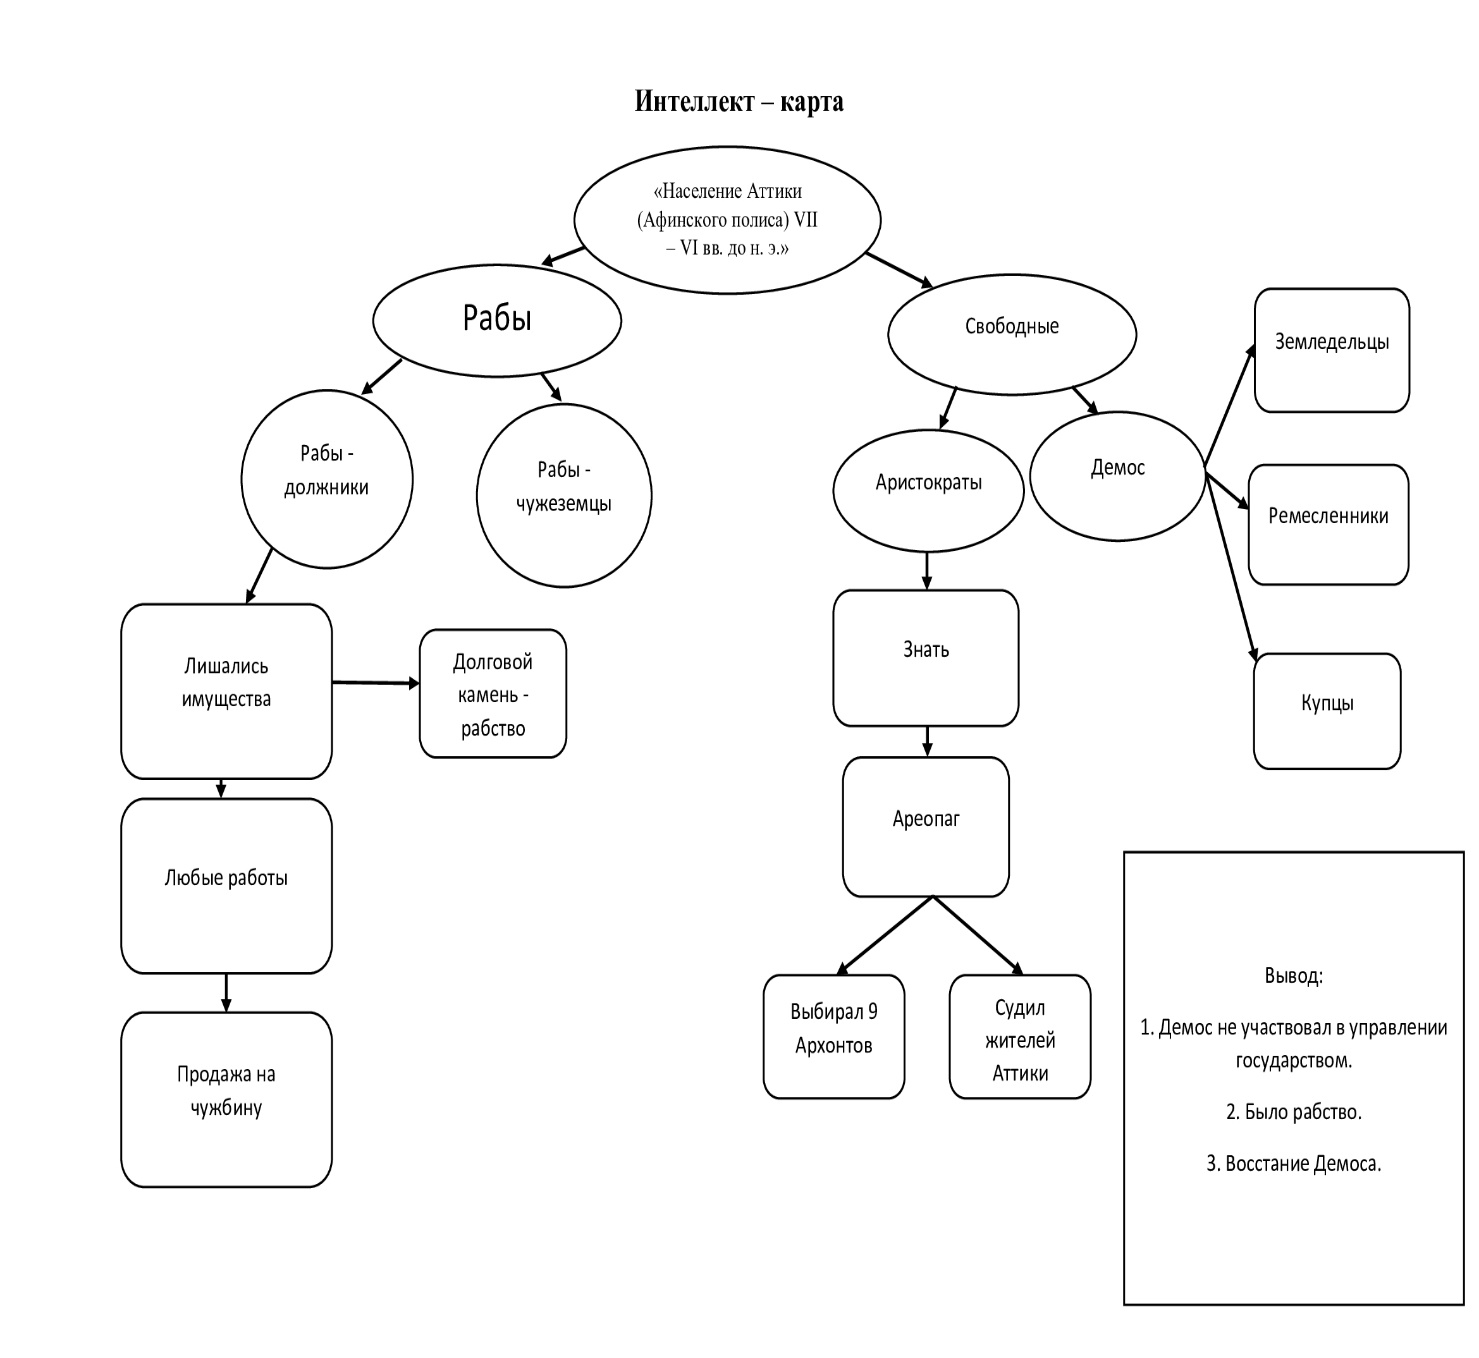 Интеллект – карта
«Население Аттики
(Афинского полиса) VII
– VI вв. до н. э.»
Рабы
Свободные
Земледельцы
Рабы -
должники
Рабы -
чужеземцы
Аристократы
Демос
Ремесленники
Лишались
имущества
Долговой
камень -
рабство
Знать
Купцы
Любые работы
Ареопаг
Выбирал 9
Архонтов
Судил
жителей
Аттики
Продажа на
чужбину
Вывод:
1. Демос не участвовал в управлении
государством.
2. Было рабство.
3. Восстание Демоса.